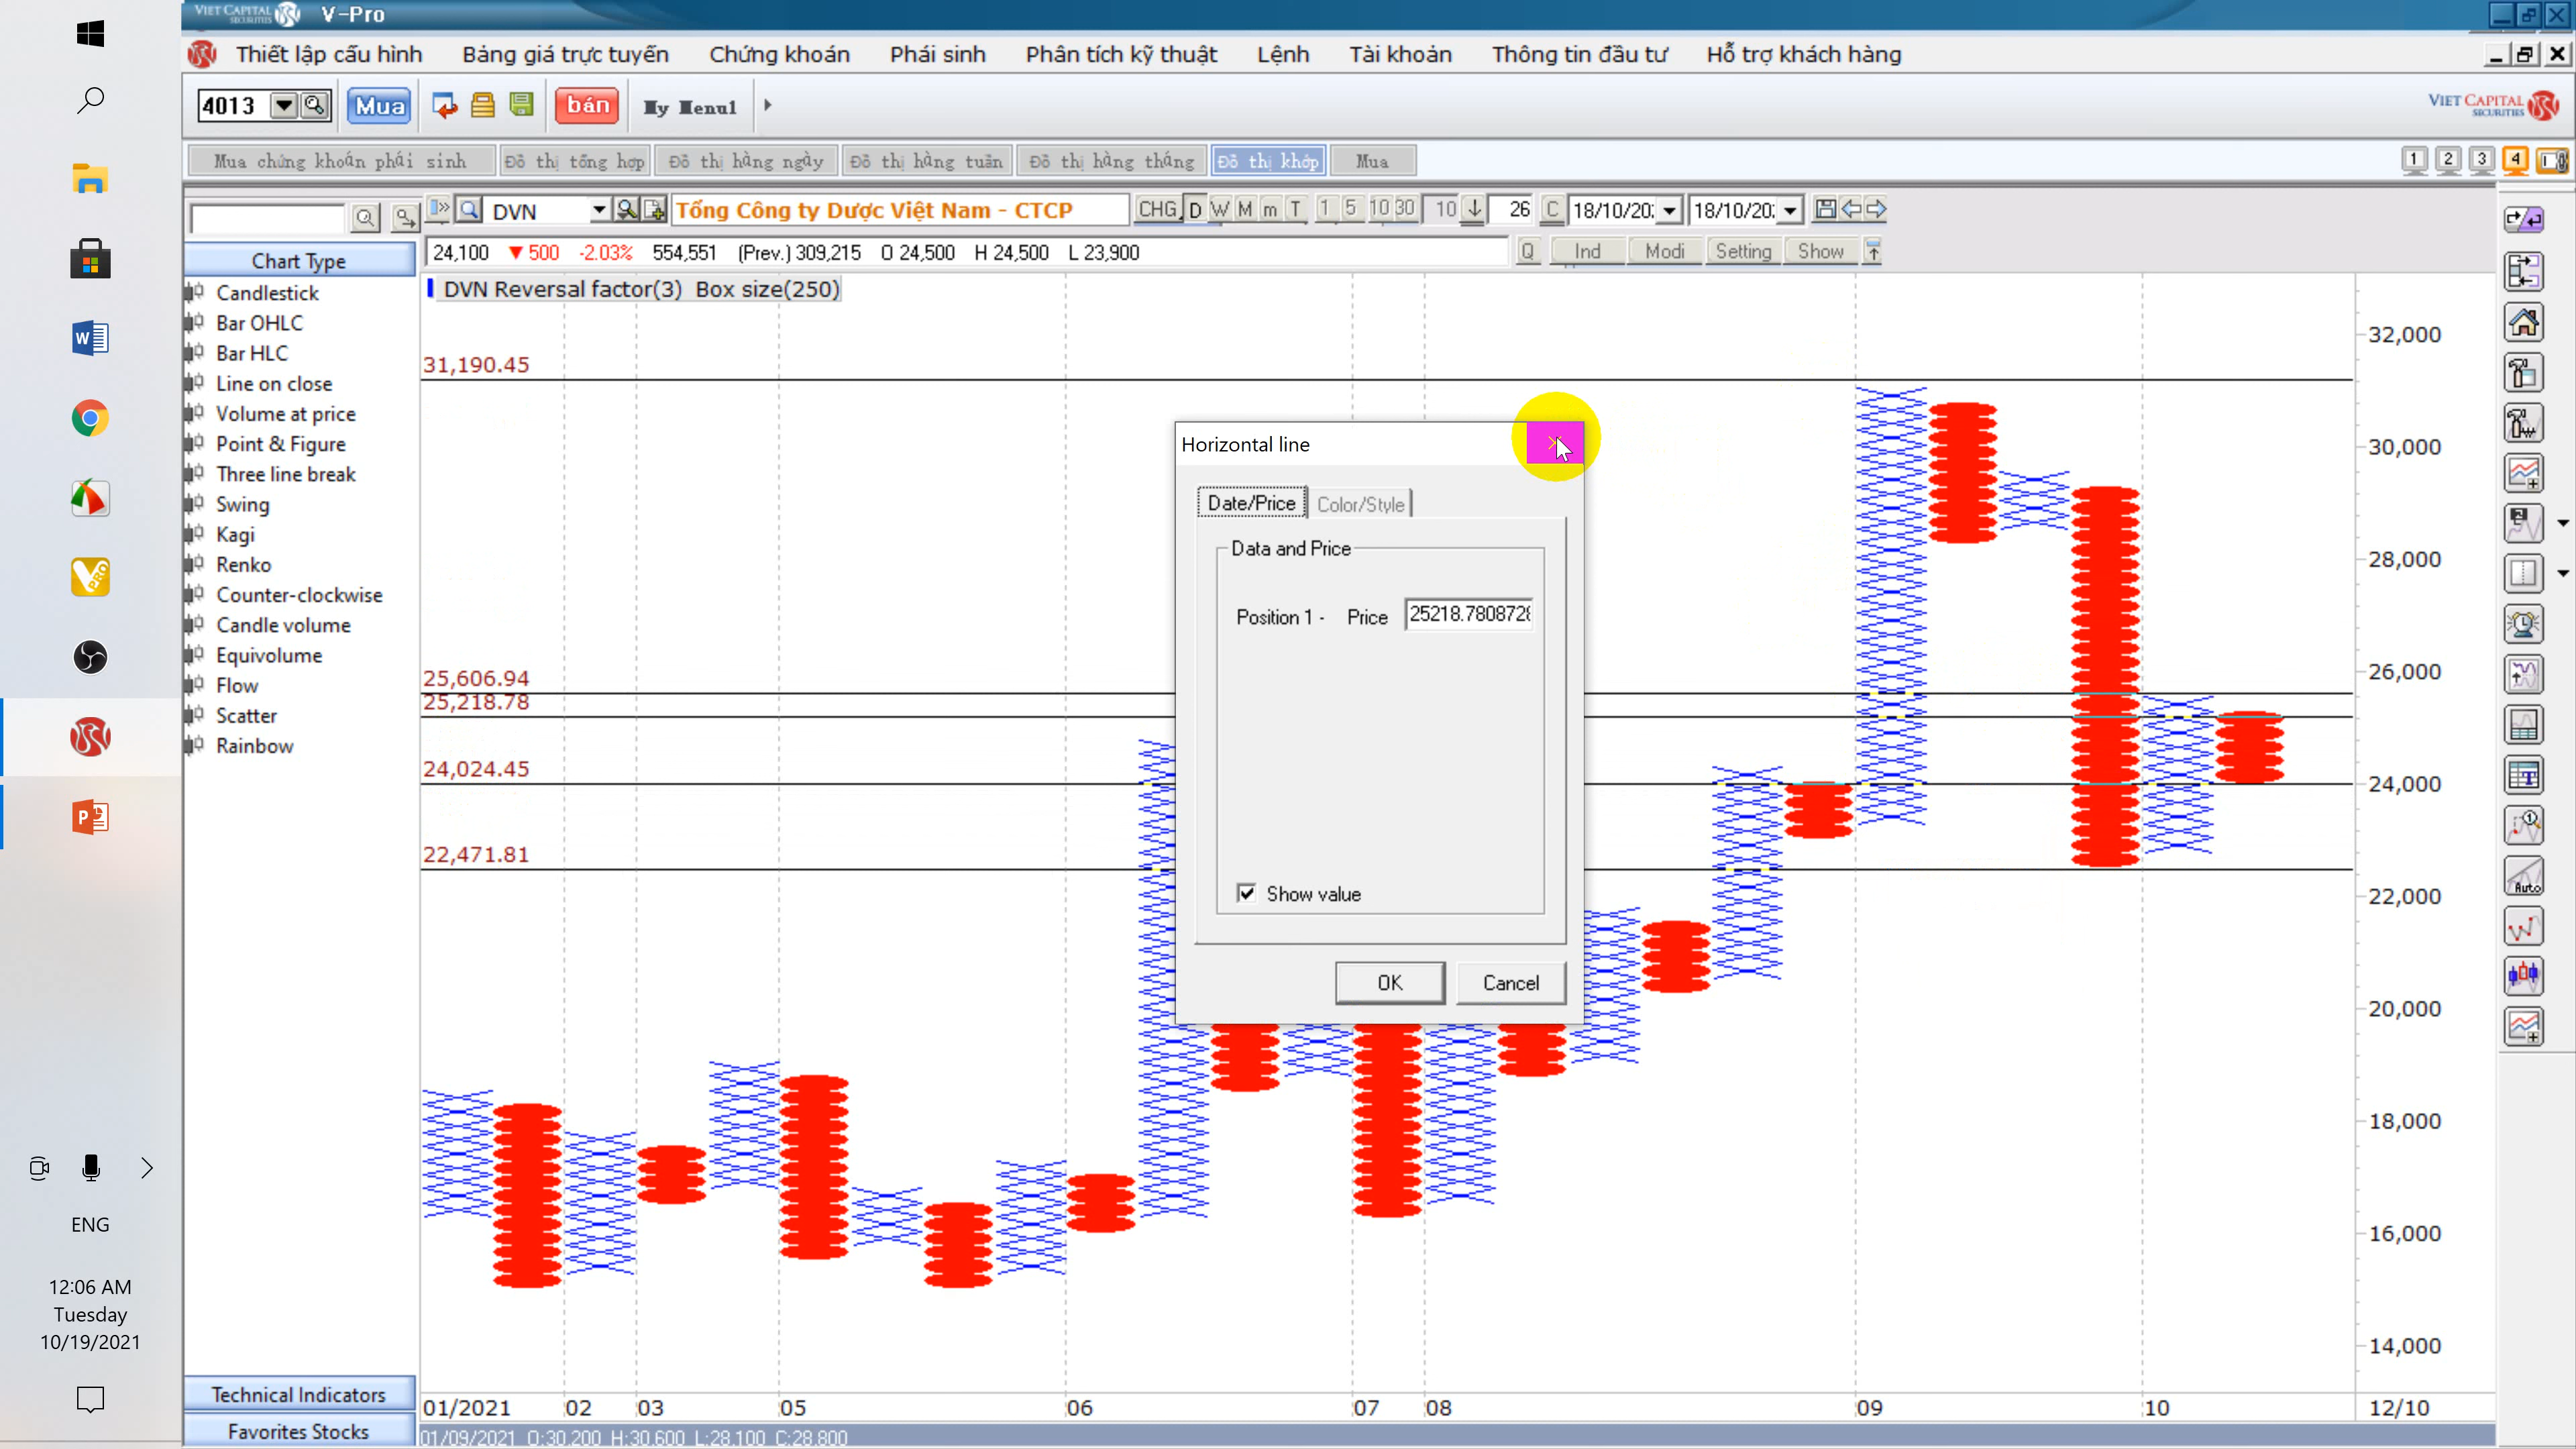 VIET CAPITAL SECURITIES V-Pro
Thiết lập cấu hình Bảng giá trực tuyến Chứng khoán Phái sinh Phân tích kỹ thuật Lệnh Tài khoản Thông tin đầu tư Hỗ trợ khách hàng
4013 Mua bán My Menu1
VIET CAPITAL SECURITIES
Mua chứng khoán phái sinh Đồ thị tổng hợp Đồ thị hàng ngày Đồ thị hàng tuần Đồ thị hàng tháng Đồ thị khớp Mua 1 2 3 4
DVN Tổng Công ty Dược Việt Nam - CTCP CHG D W M m T 1 5 10 30 10 26 C 18/10/20 18/10/20
24,100 ▼500 -2.03% 554,551 (Prev.) 309,215 O 24,500 H 24,500 L 23,900 Q Ind Modi Setting Show
Chart Type
Candlestick
Bar OHLC
Bar HLC
Line on close
Volume at price
Point & Figure
Three line break
Swing
Kagi
Renko
Counter-clockwise
Candle volume
Equivolume
Flow
Scatter
Rainbow
Technical Indicators
Favorites Stocks
DVN Reversal factor(3) Box size(250)
31,190.45
25,606.94
25,218.78
24,024.45
22,471.81
Horizontal line
Date/Price Color/Style
Data and Price
Position 1 - Price 25218.780872
Show value
OK Cancel
32,000
30,000
28,000
26,000
24,000
22,000
20,000
18,000
16,000
14,000
01/2021 02 03 05 06 07 08 09 10 12/10
01/09/2021 O:30.200 H:30.600 L:28.100 C:28.800
Auto
ENG
12:06 AM
Tuesday
10/19/2021